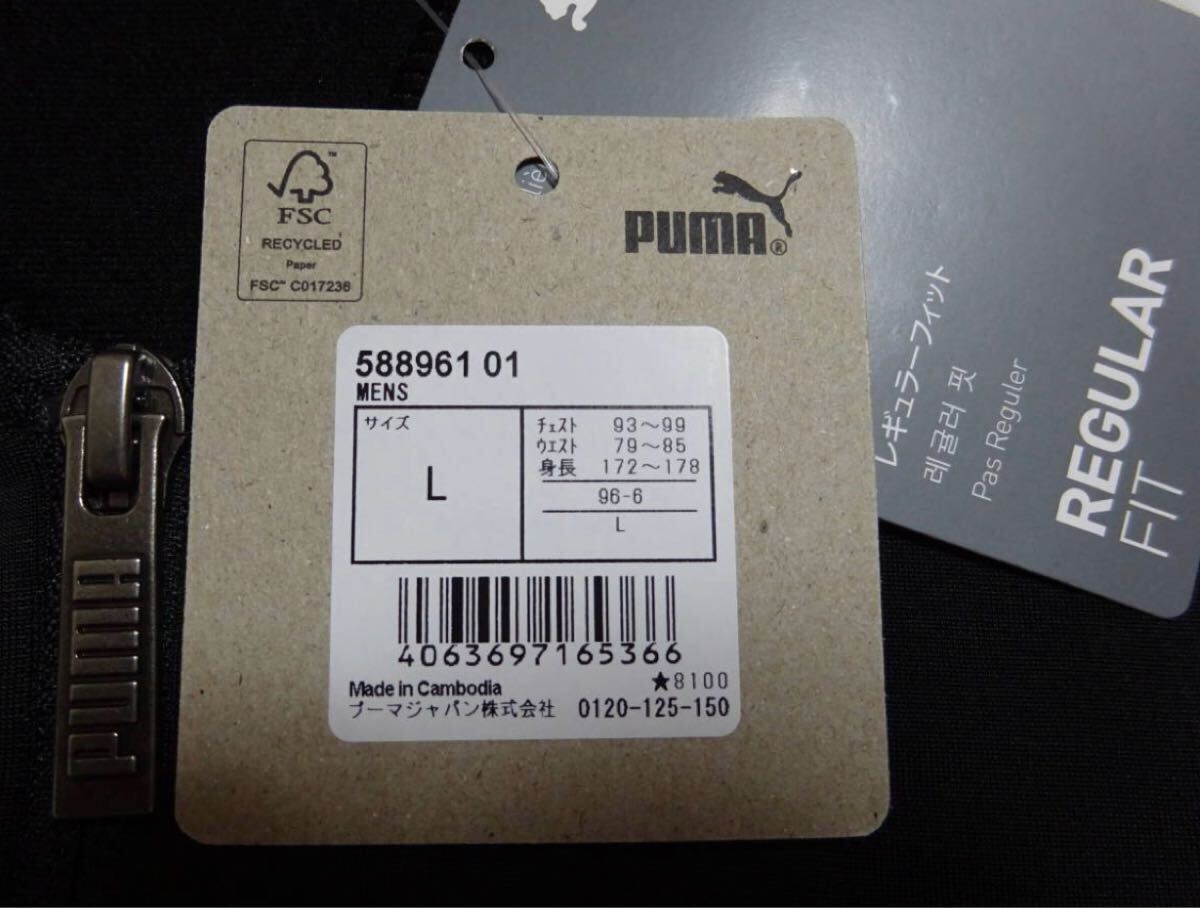 FSC™
RECYCLED
Paper
FSC™ C017236
PUMA®
588961 01
MENS
サイズ
L
チェスト 93~99
ウエスト 79~85
身長 172~178
96-6
L
4063697165366
★8100
Made in Cambodia
プーマジャパン株式会社 0120-125-150
PUMA
レギュラーフィット
레귤러 핏
Pas Reguler
REGULAR
FIT